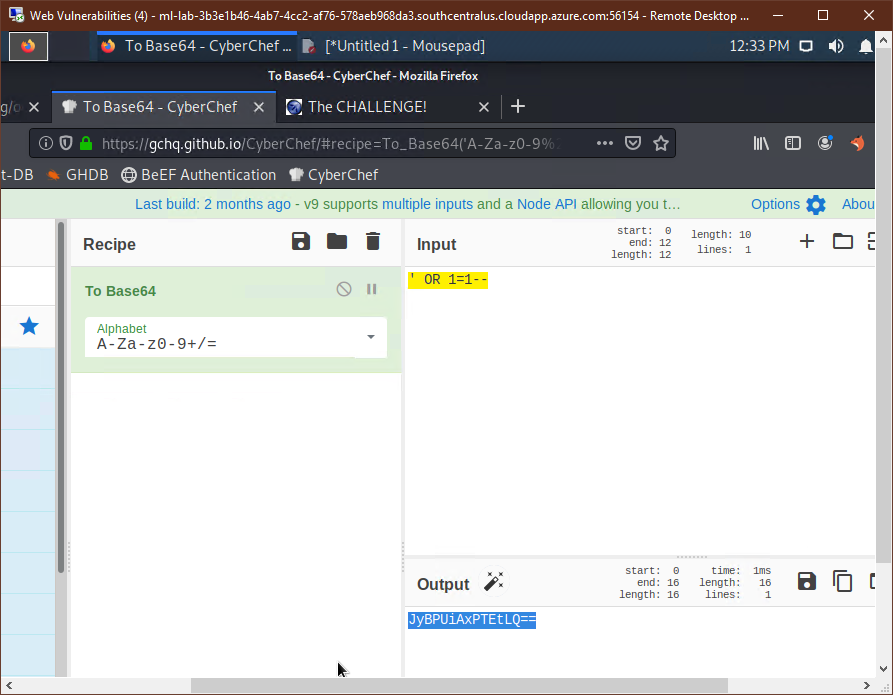 Web Vulnerabilities (4) - ml-lab-3b3e1b46-4ab7-4cc2-af76-578aeb968da3.southcentralus.cloudapp.azure.com:56154 - Remote Desktop ...
To Base64 - CyberChef ...
[*Untitled 1 - Mousepad]
12:33 PM
To Base64 - CyberChef - Mozilla Firefox
g/o
To Base64 - CyberChef
The CHALLENGE!
https://gchq.github.io/CyberChef/#recipe=To_Base64('A-Za-z0-9%2
t-DB
GHDB
BeEF Authentication
CyberChef
Last build: 2 months ago - v9 supports multiple inputs and a Node API allowing you t…
Options
Abou
Recipe
Input
start: 0
end: 12
length: 12
length: 10
lines: 1
To Base64
Alphabet
A-Za-z0-9+/=
' OR 1=1--
Output
start: 0
end: 16
length: 16
time: 1ms
length: 16
lines: 1
JyBPUiAxPTEtLQ==